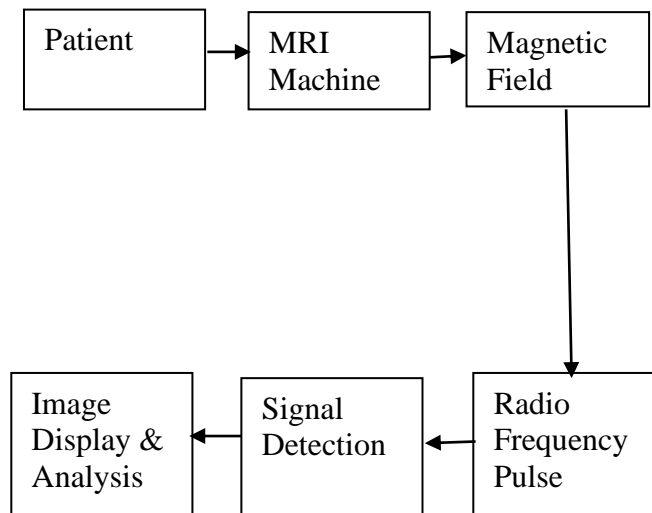 Patient
MRI
Machine
Magnetic
Field
Radio
Frequency
Pulse
Signal
Detection
Image
Display &
Analysis